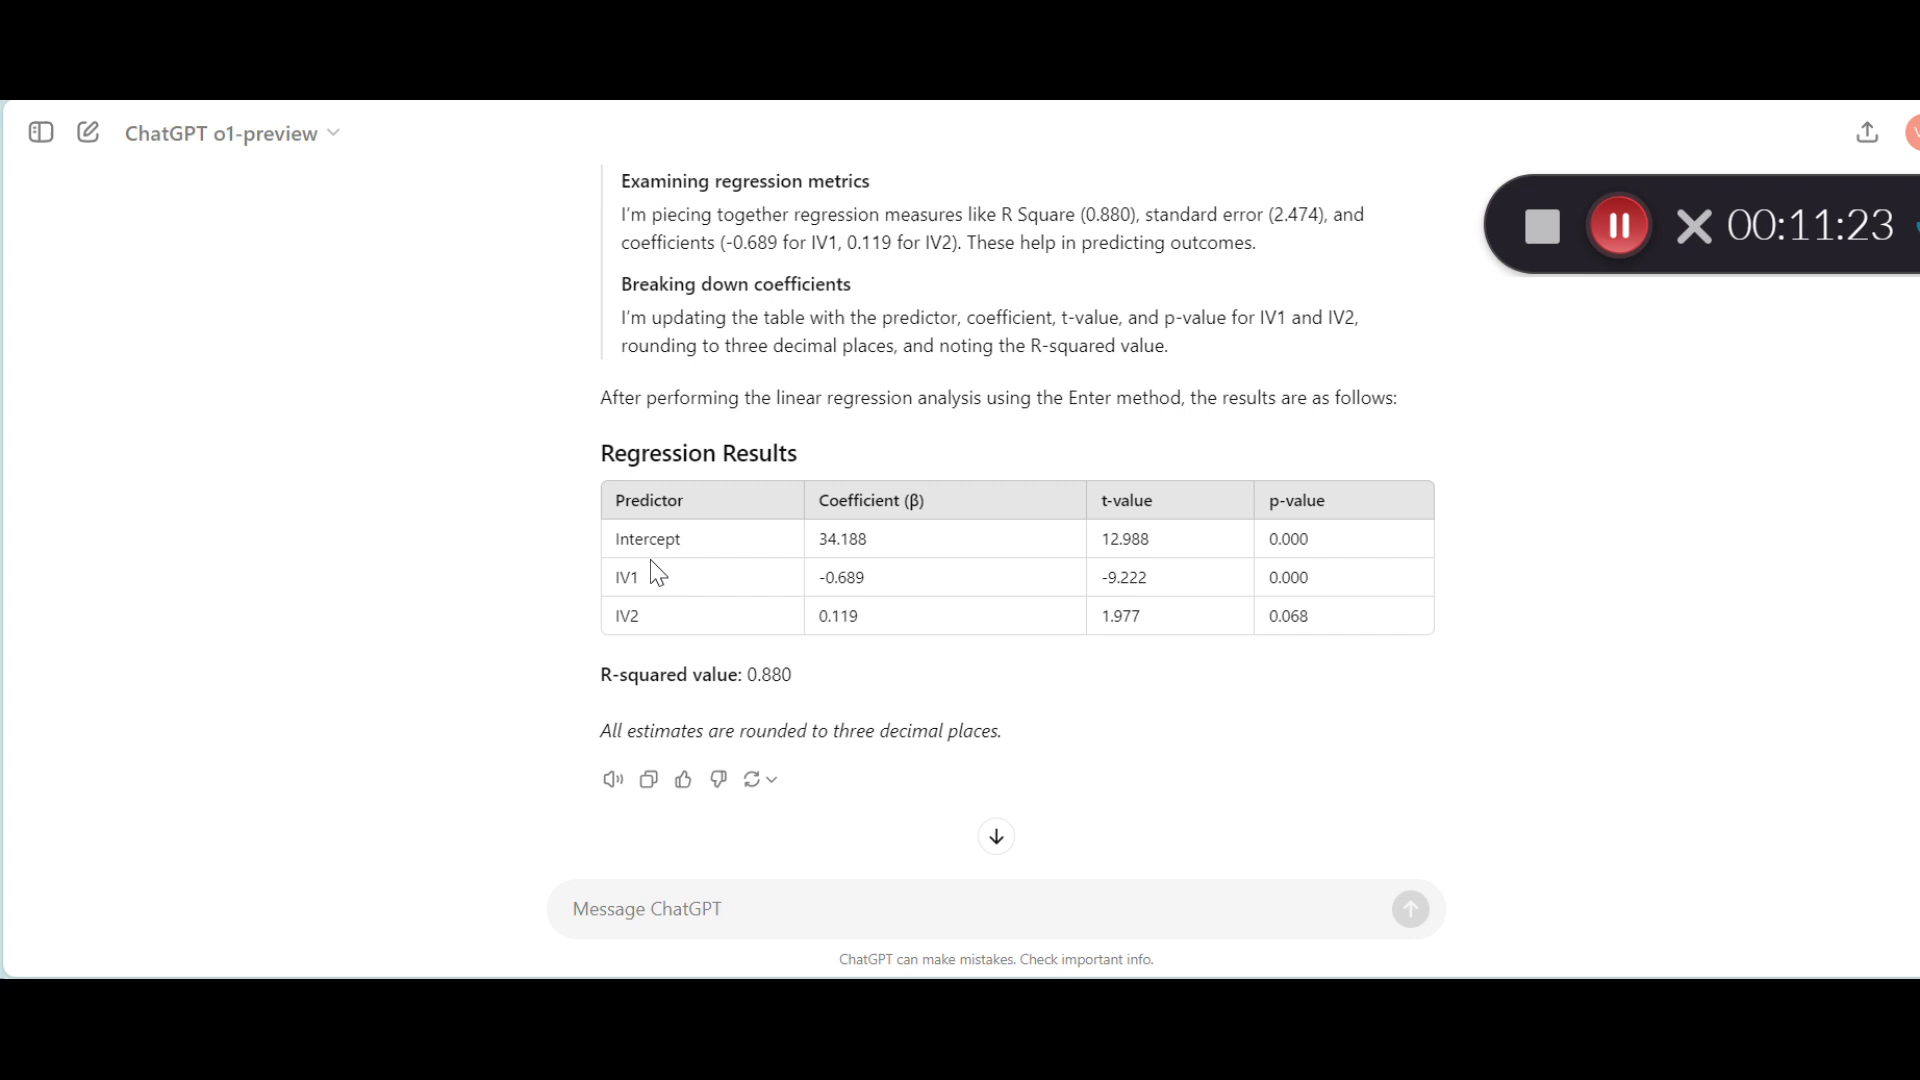 ChatGPT o1-preview
Examining regression metrics
I'm piecing together regression measures like R Square (0.880), standard error (2.474), and
coefficients (-0.689 for IV1, 0.119 for IV2). These help in predicting outcomes.
00:11:23
Breaking down coefficients
I'm updating the table with the predictor, coefficient, t-value, and p-value for IV1 and IV2,
rounding to three decimal places, and noting the R-squared value.
After performing the linear regression analysis using the Enter method, the results are as follows:
Regression Results
Predictor Coefficient (β) t-value p-value
Intercept 34.188 12.988 0.000
IV1 -0.689 -9.222 0.000
IV2 0.119 1.977 0.068
R-squared value: 0.880
All estimates are rounded to three decimal places.
Message ChatGPT
ChatGPT can make mistakes. Check important info.